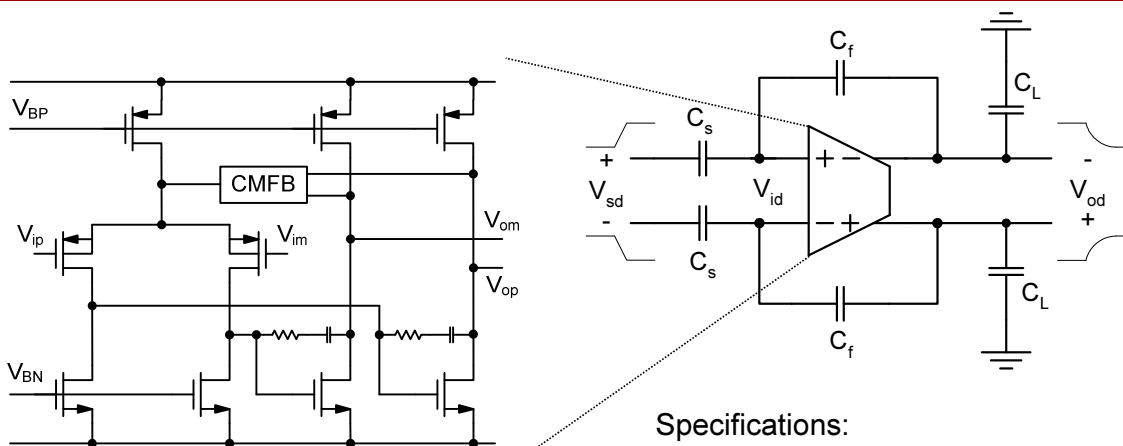 V_BP
CMFB
V_ip
V_im
V_om
V_op
V_BN
C_f
C_L
C_s
+
+ −
-
V_sd
V_id
V_od
-
− +
+
C_s
C_L
C_f
Specifications: